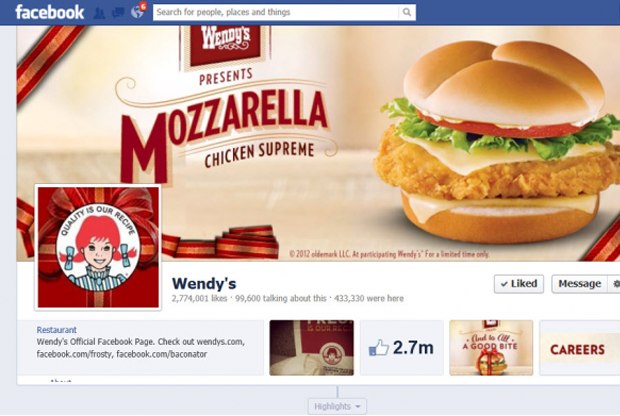 facebook
6
Search for people, places and things
Wendy's
PRESENTS
MOZZARELLA
CHICKEN SUPREME
QUALITY IS OUR RECIPE
© 2012 oldemark LLC. At participating Wendy's® For a limited time only.
Wendy's
2,774,001 likes · 99,600 talking about this · 433,330 were here
✓ Liked
Message
Restaurant
Wendy's Official Facebook Page. Check out wendys.com,
facebook.com/frosty, facebook.com/baconator
2.7m
And to All
A GOOD BITE
CAREERS
About
Highlights